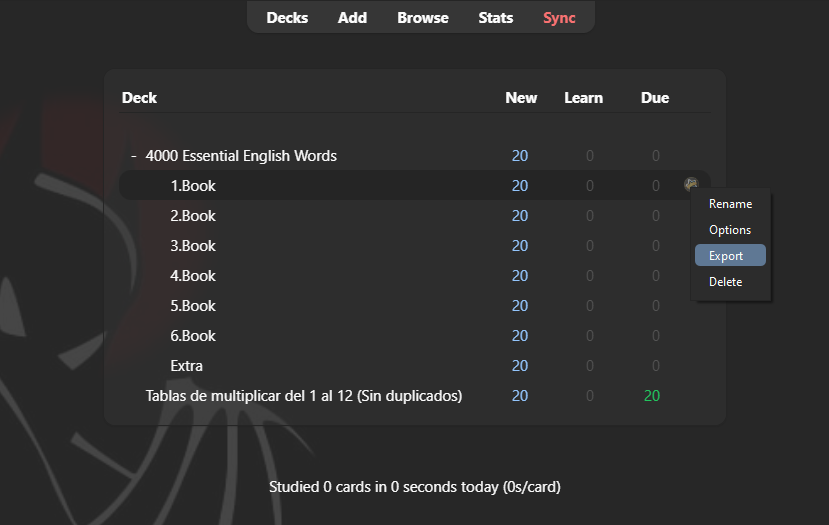 Decks Add Browse Stats Sync
Deck New Learn Due
- 4000 Essential English Words 20 0 0
1.Book 20 0 0
Rename
2.Book 20 0 0
Options
3.Book 20 0 0
Export
4.Book 20 0 0
Delete
5.Book 20 0 0
6.Book 20 0 0
Extra 20 0 0
Tablas de multiplicar del 1 al 12 (Sin duplicados) 20 0 20
Studied 0 cards in 0 seconds today (0s/card)